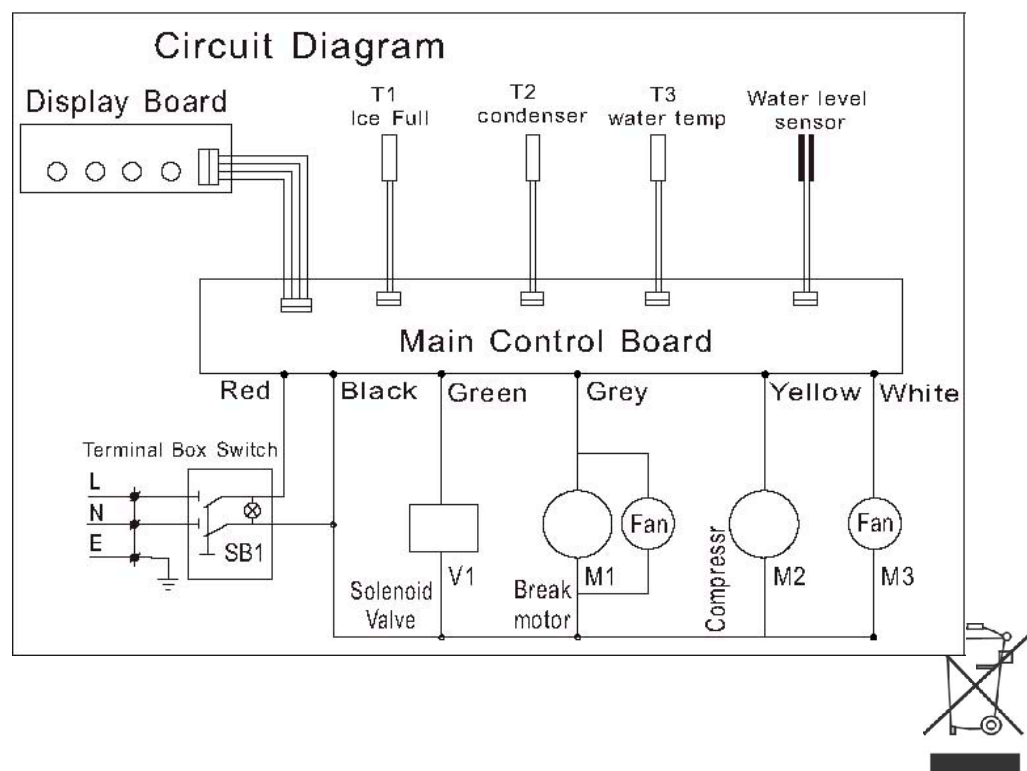 Circuit Diagram
Display Board
T1
Ice Full
T2
condenser
T3
water temp
Water level
sensor
Main Control Board
Red
Black
Green
Grey
Yellow
White
Terminal Box Switch
L
N
E
SB1
Solenoid
Valve
V1
Break
motor
M1
Fan
Compressr
M2
Fan
M3